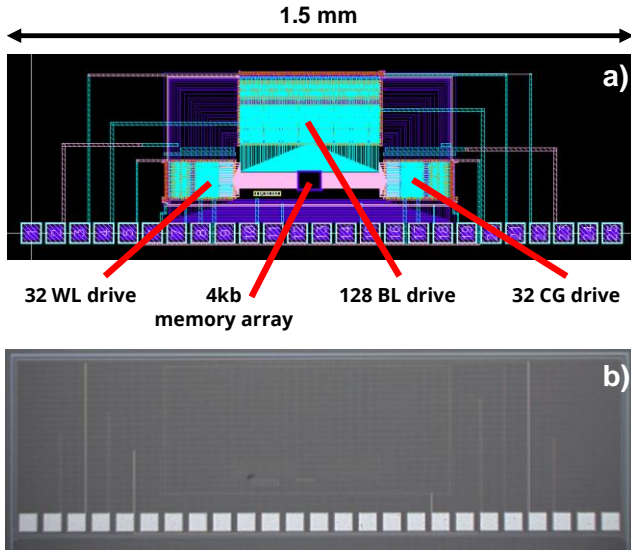 1.5 mm
a)
32 WL drive
4kb
memory array
128 BL drive
32 CG drive
b)